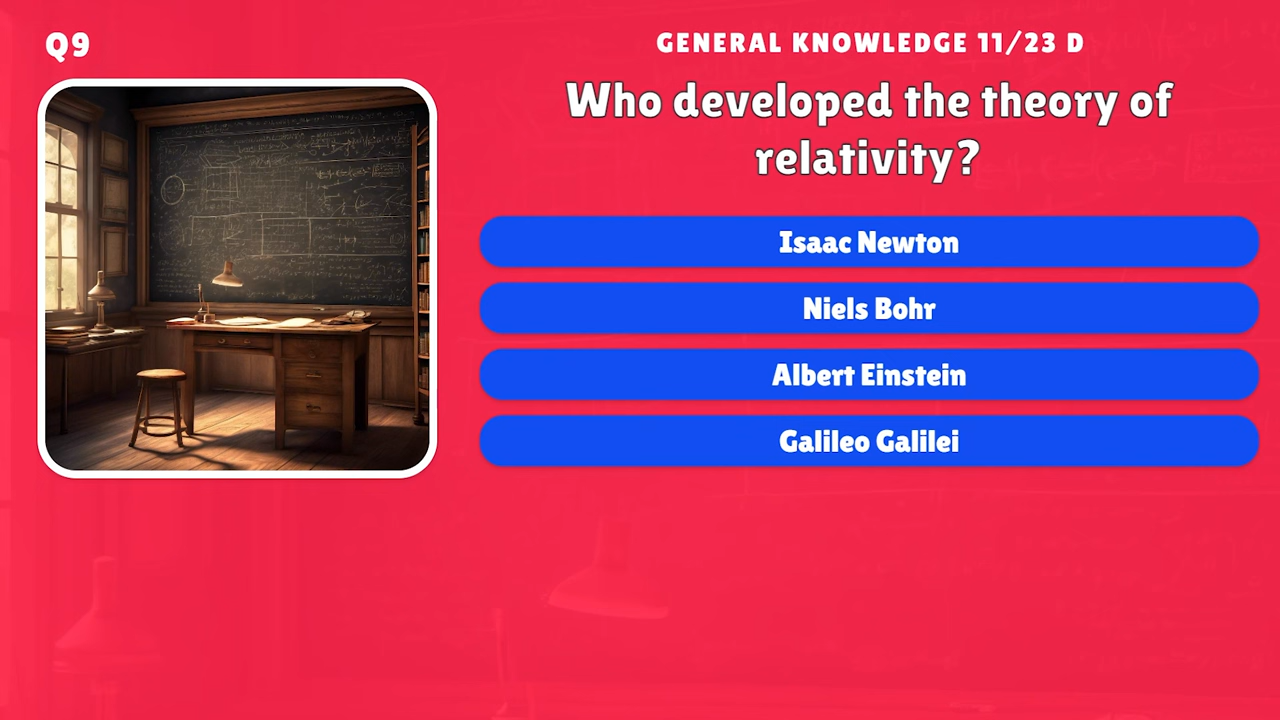 Q9
GENERAL KNOWLEDGE 11/23 D
Who developed the theory of
relativity?
Isaac Newton
Niels Bohr
Albert Einstein
Galileo Galilei